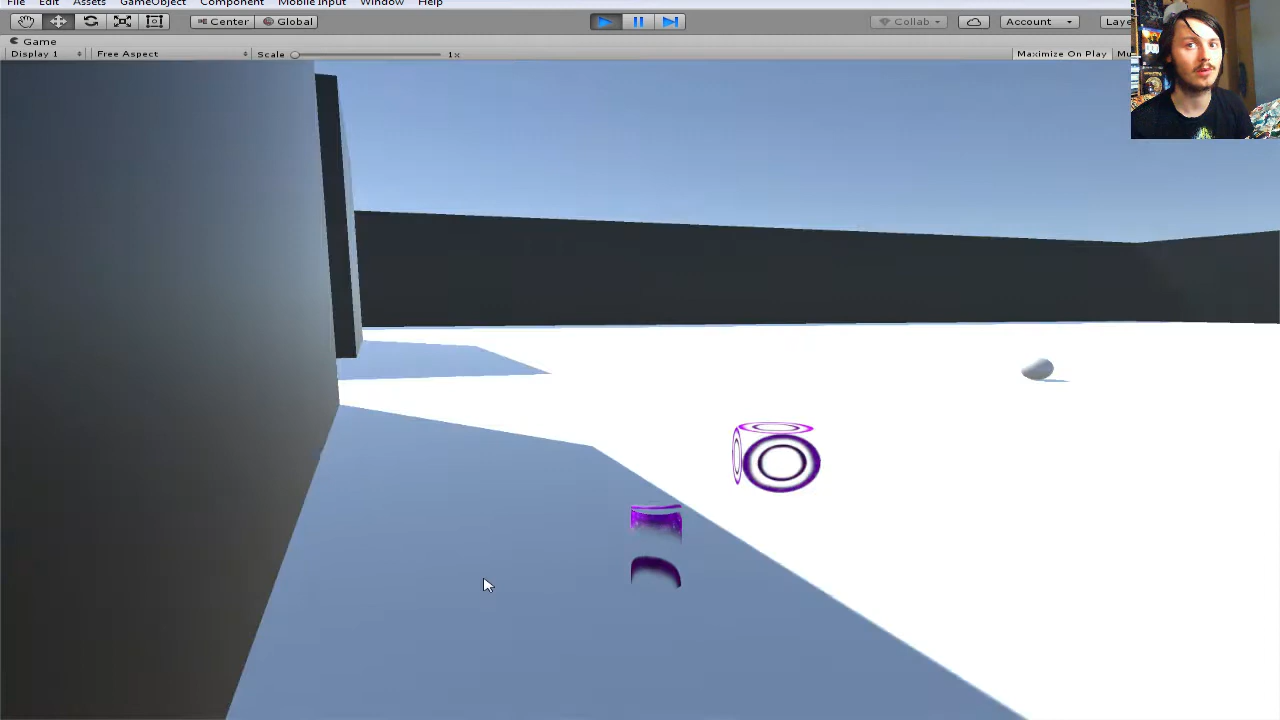 File Edit Assets GameObject Component Mobile Input Window Help
Center Global Collab Account
Game
Display 1 Free Aspect Scale 1x Maximize On Play